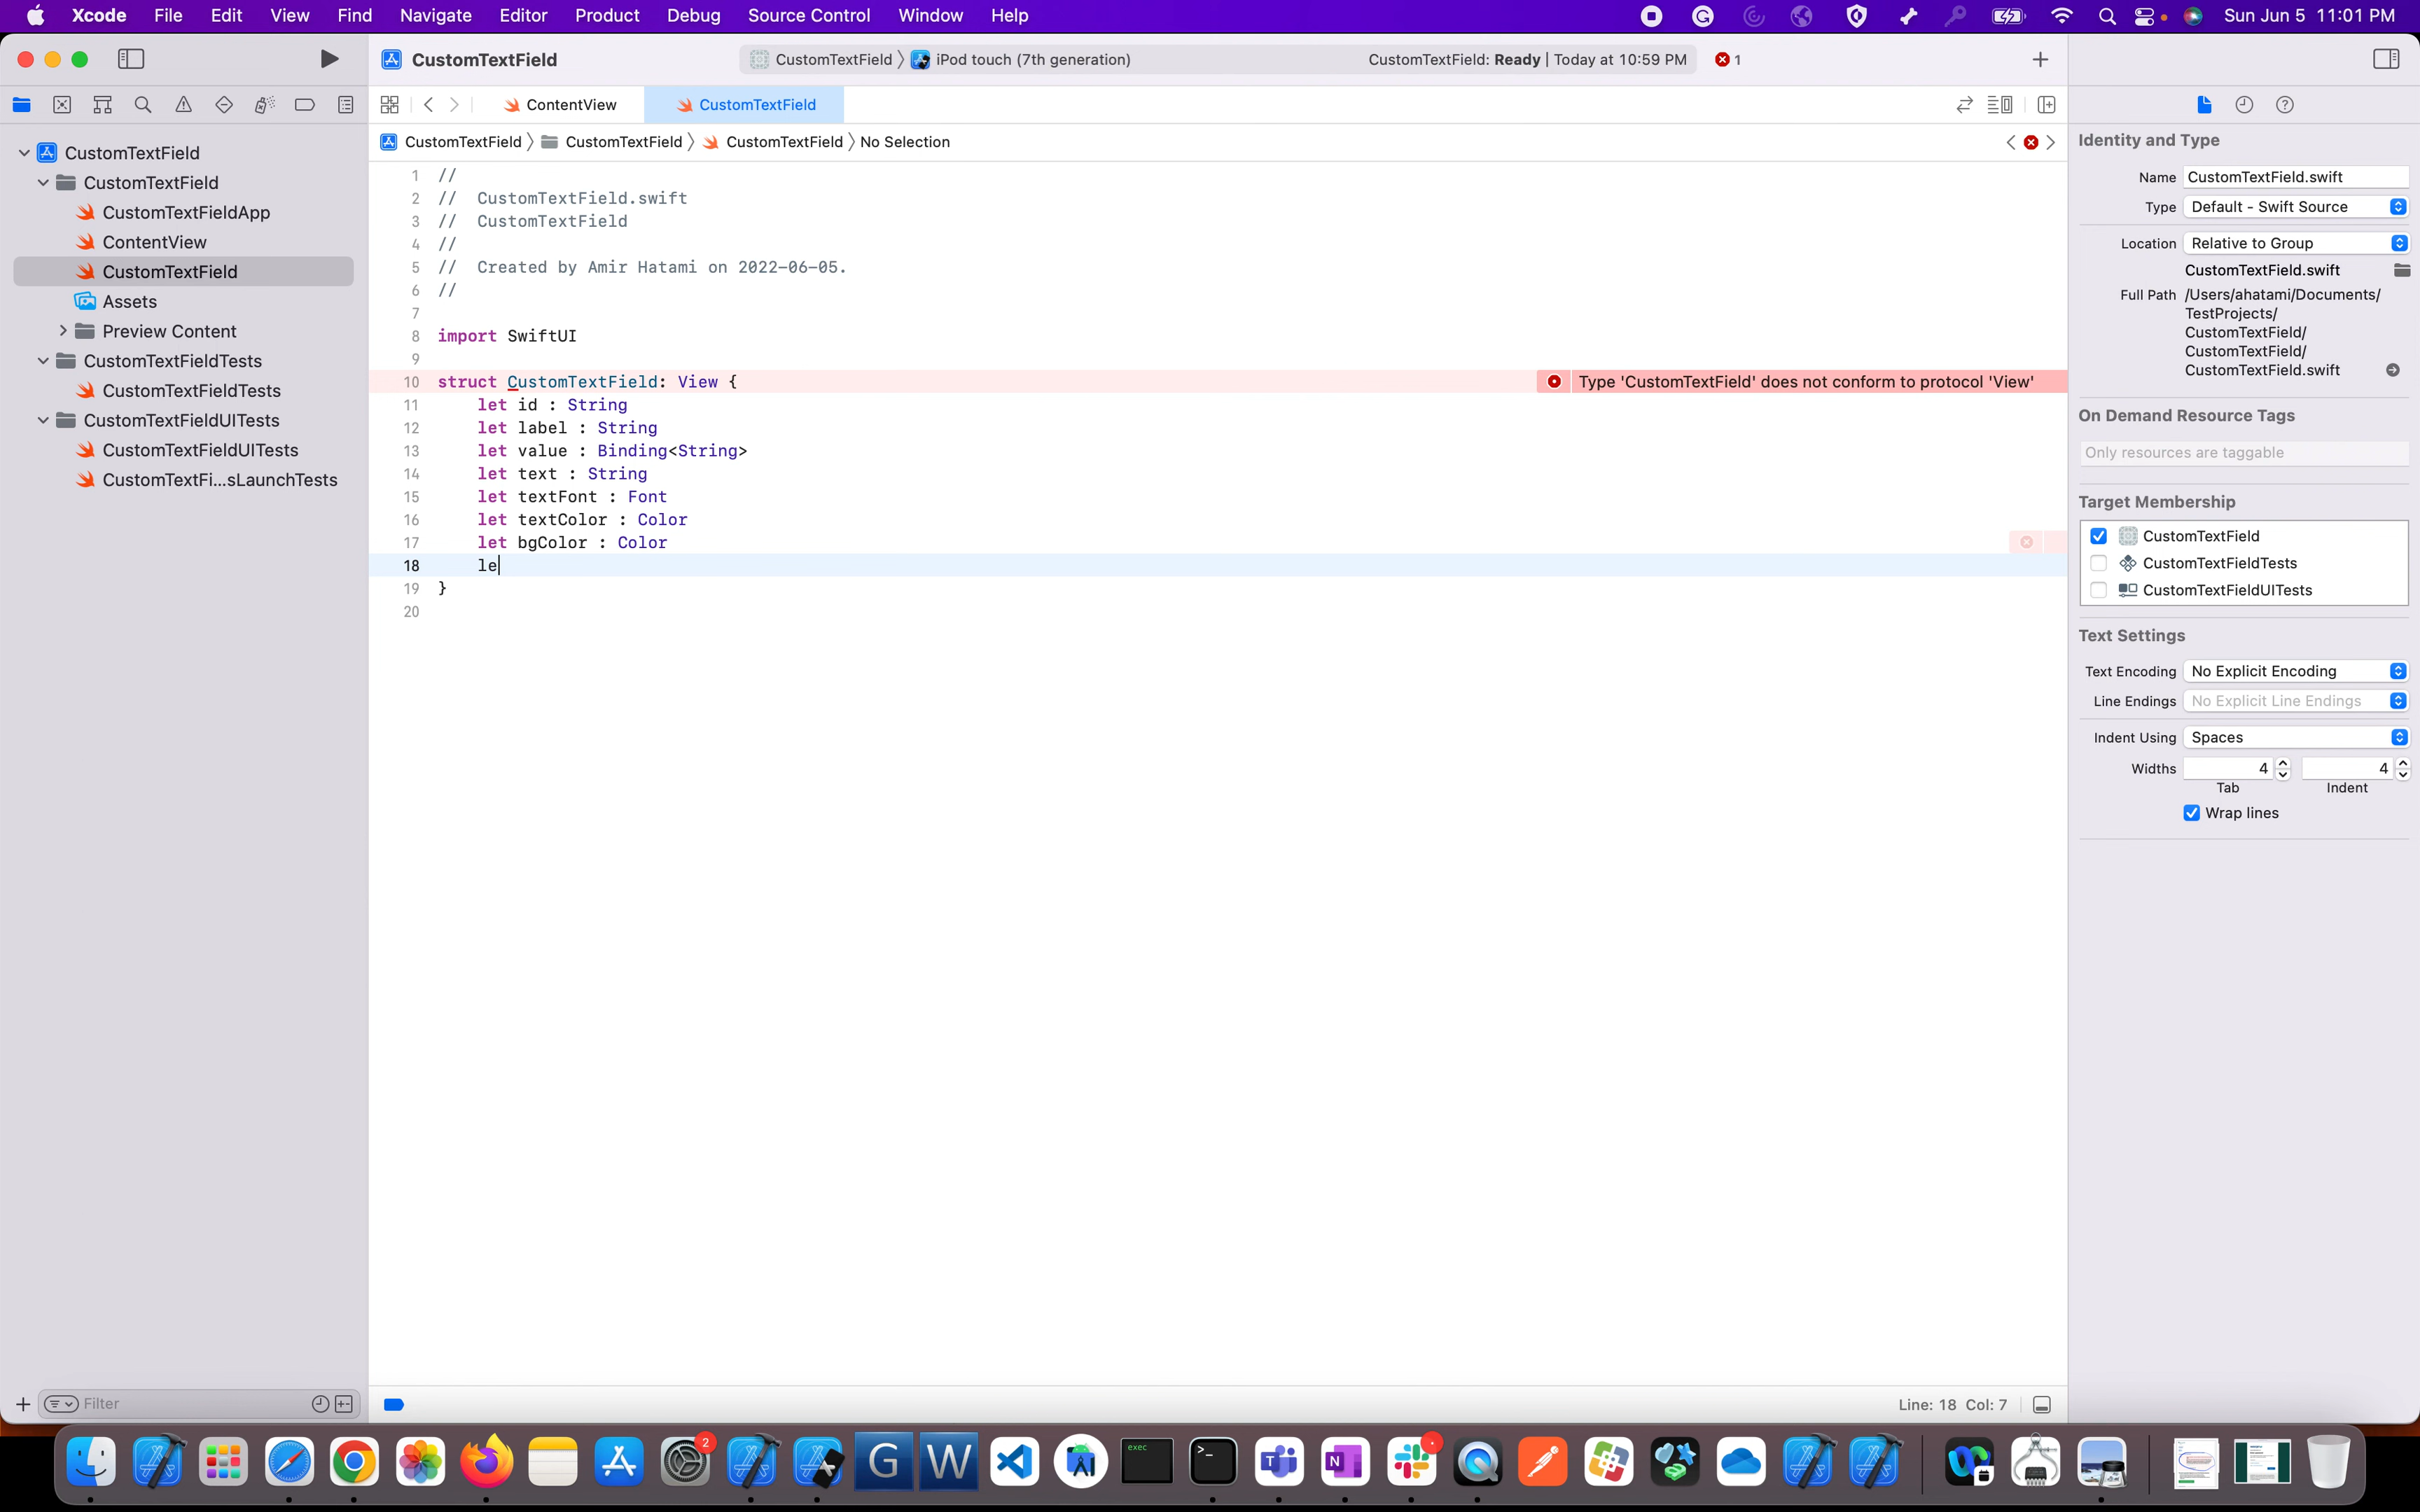 Xcode File Edit View Find Navigate Editor Product Debug Source Control Window Help Sun Jun 5 11:01 PM
CustomTextField CustomTextField iPod touch (7th generation) CustomTextField: Ready | Today at 10:59 PM 1
ContentView CustomTextField
CustomTextField CustomTextField CustomTextField No Selection
CustomTextField
CustomTextField
CustomTextFieldApp
ContentView
CustomTextField
Assets
Preview Content
CustomTextFieldTests
CustomTextFieldTests
CustomTextFieldUITests
CustomTextFieldUITests
CustomTextFi...sLaunchTests
Filter
1 //
2 // CustomTextField.swift
3 // CustomTextField
4 //
5 // Created by Amir Hatami on 2022-06-05.
6 //
7
8 import SwiftUI
9
10 struct CustomTextField: View { Type 'CustomTextField' does not conform to protocol 'View'
11 let id : String
12 let label : String
13 let value : Binding<String>
14 let text : String
15 let textFont : Font
16 let textColor : Color
17 let bgColor : Color
18 le
19 }
20
Line: 18 Col: 7
Identity and Type
Name CustomTextField.swift
Type Default - Swift Source
Location Relative to Group
CustomTextField.swift
Full Path /Users/ahatami/Documents/
TestProjects/
CustomTextField/
CustomTextField/
CustomTextField.swift
On Demand Resource Tags
Only resources are taggable
Target Membership
CustomTextField
CustomTextFieldTests
CustomTextFieldUITests
Text Settings
Text Encoding No Explicit Encoding
Line Endings No Explicit Line Endings
Indent Using Spaces
Widths 4 4
Tab Indent
Wrap lines
2 G W exec >_ T N